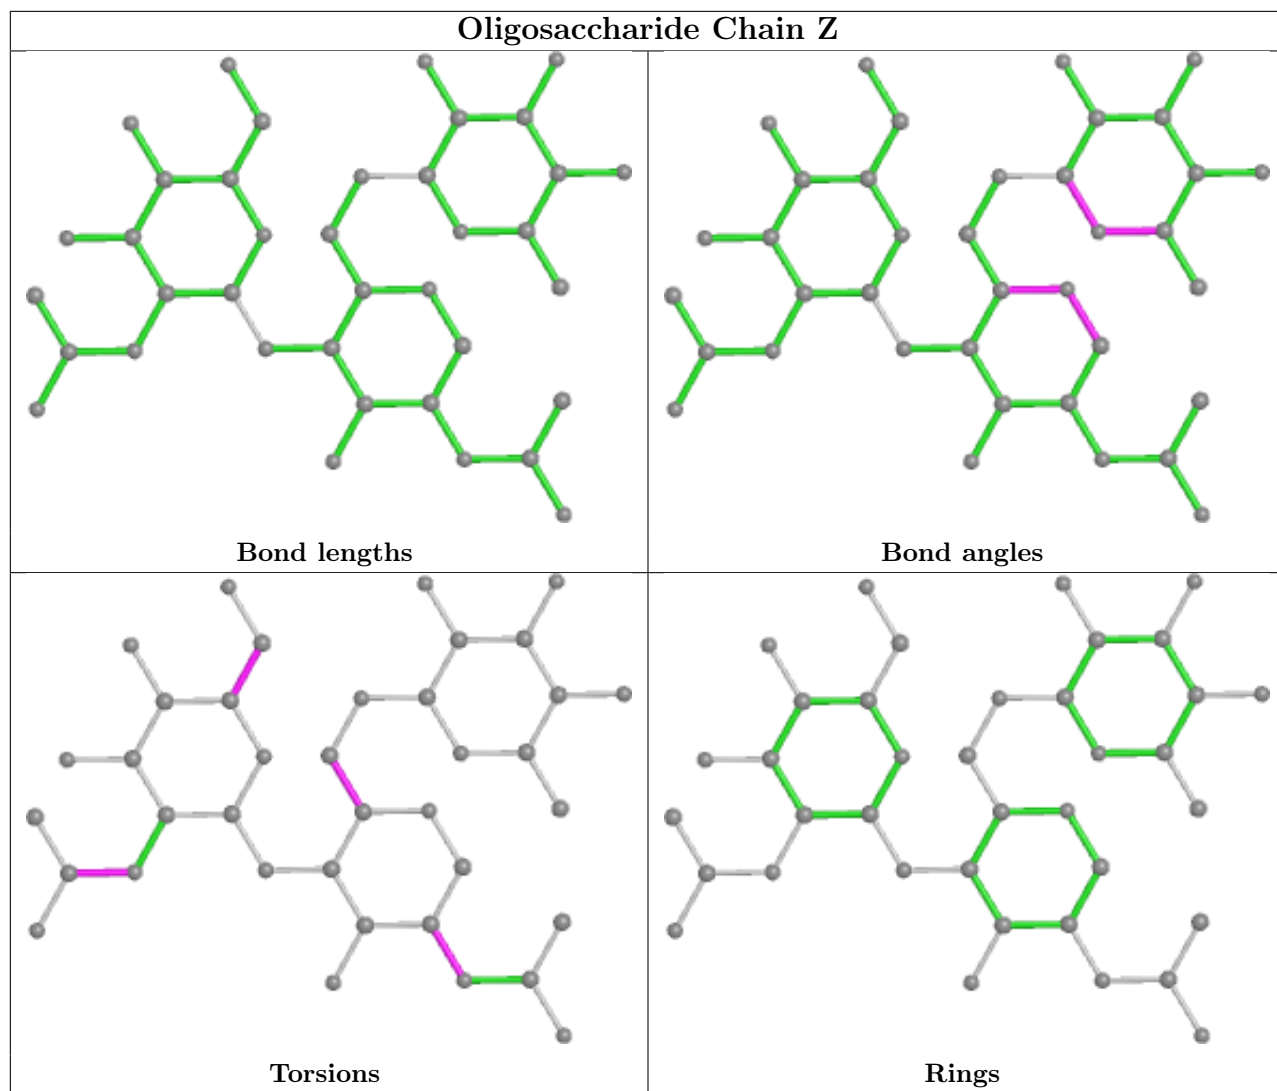 Oligosaccharide Chain Z
Bond lengths
Bond angles
Torsions
Rings